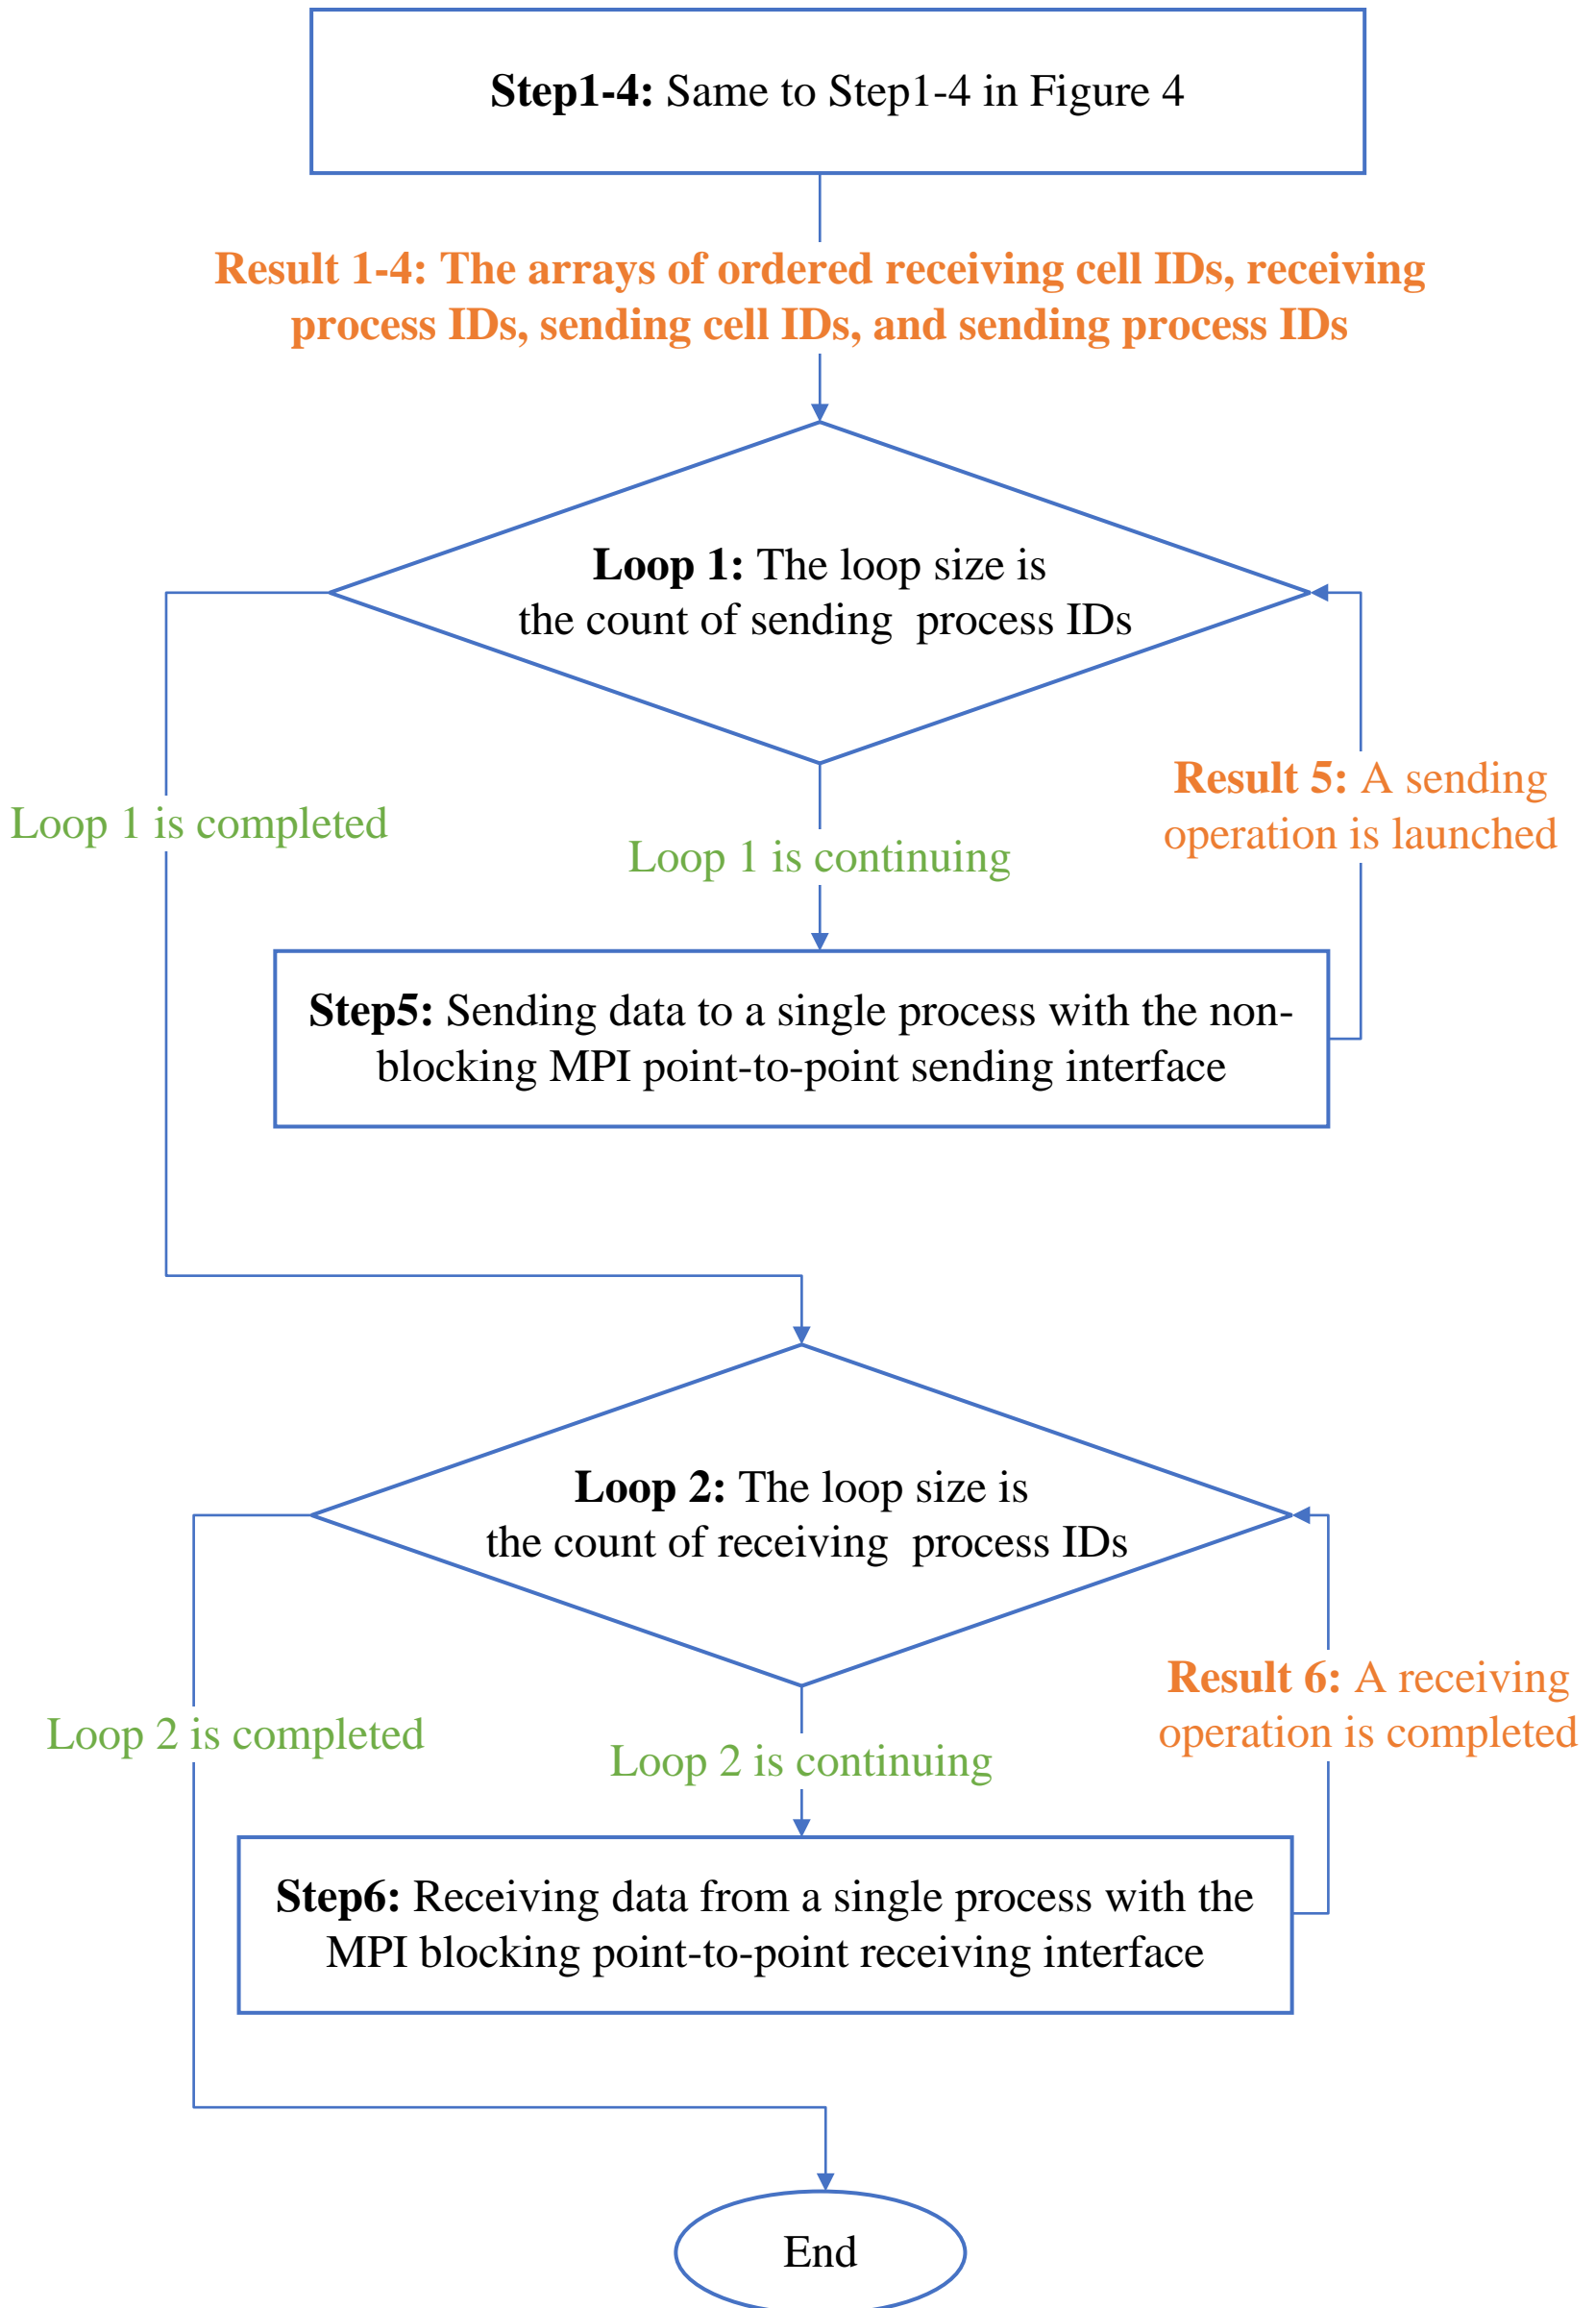 Step1-4: Same to Step1-4 in Figure 4
Result 1-4: The arrays of ordered receiving cell IDs, receiving
process IDs, sending cell IDs, and sending process IDs
Loop 1: The loop size is
the count of sending process IDs
Loop 1 is completed
Loop 1 is continuing
Result 5: A sending
operation is launched
Step5: Sending data to a single process with the non-
blocking MPI point-to-point sending interface
Loop 2: The loop size is
the count of receiving process IDs
Loop 2 is completed
Loop 2 is continuing
Result 6: A receiving
operation is completed
Step6: Receiving data from a single process with the
MPI blocking point-to-point receiving interface
End